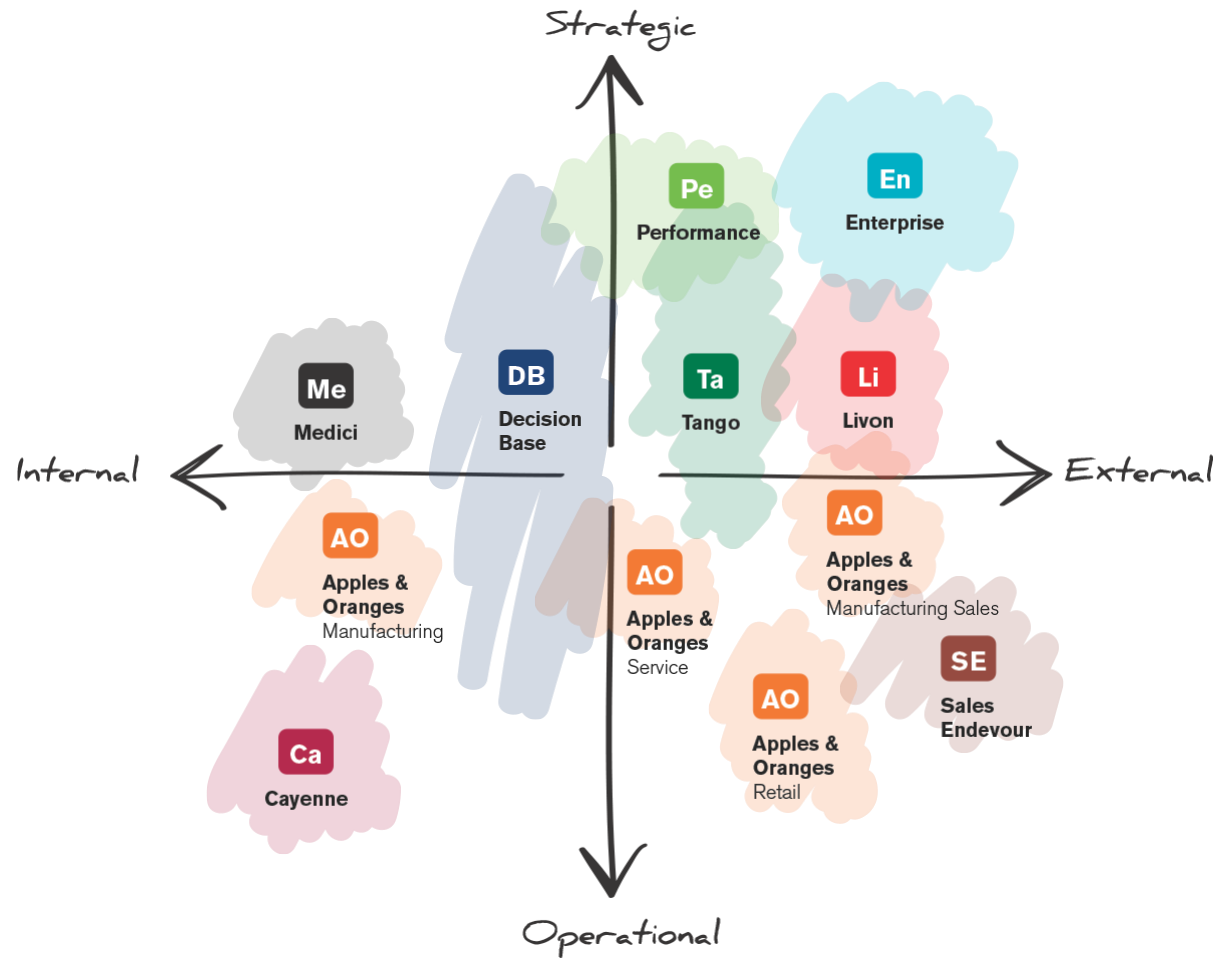 Strategic
Pe
Performance
En
Enterprise
Me
Medici
DB
Decision
Base
Ta
Tango
Li
Livon
Internal
External
AO
Apples &
Oranges
Manufacturing
AO
Apples &
Oranges
Service
AO
Apples &
Oranges
Manufacturing Sales
SE
Sales
Endevour
AO
Apples &
Oranges
Retail
Ca
Cayenne
Operational